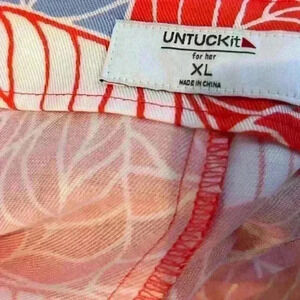 UNTUCKit
for her
XL
MADE IN CHINA